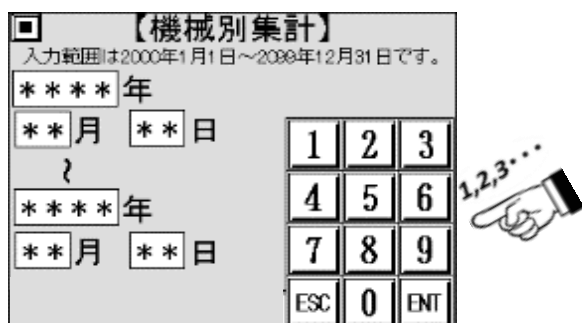 【機械別集計】
入力範囲は2000年1月1日～2099年12月31日です。
****年
**月 **日
～
****年
**月 **日
1 2 3
4 5 6
7 8 9
ESC 0 ENT
1,2,3･･･